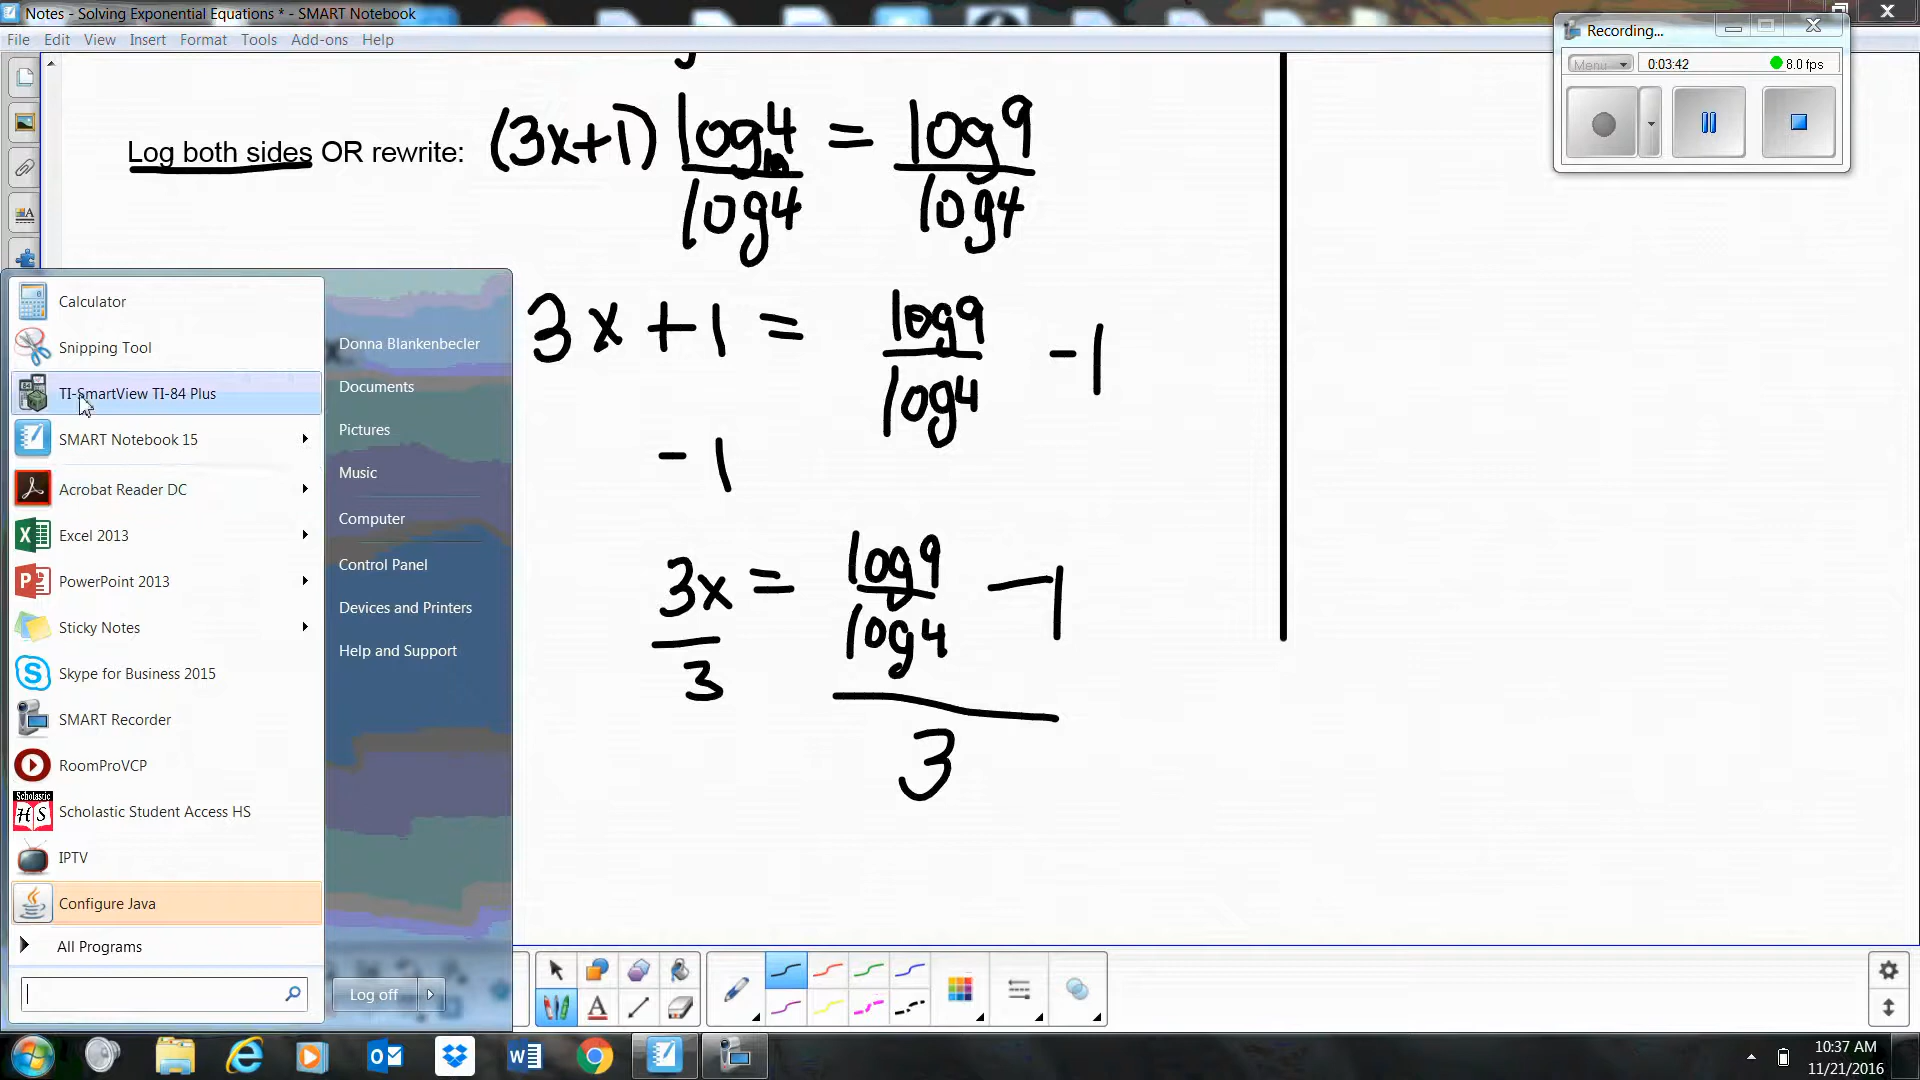 Notes - Solving Exponential Equations * - SMART Notebook
File Edit View Insert Format Tools Add-ons Help
Recording...
Menu 0:03:42 8.0 fps
Log both sides OR rewrite: (3x+1) log4 = log9
log4 log4
3x+1 = log9 -1
log4
-1
3x = log9 -1
log4
3 3
Calculator
Snipping Tool
TI-SmartView TI-84 Plus
SMART Notebook 15
Acrobat Reader DC
Excel 2013
PowerPoint 2013
Sticky Notes
Skype for Business 2015
SMART Recorder
RoomProVCP
Scholastic HS Scholastic Student Access HS
IPTV
Configure Java
All Programs
Donna Blankenbecler
Documents
Pictures
Music
Computer
Control Panel
Devices and Printers
Help and Support
Log off
10:37 AM
11/21/2016